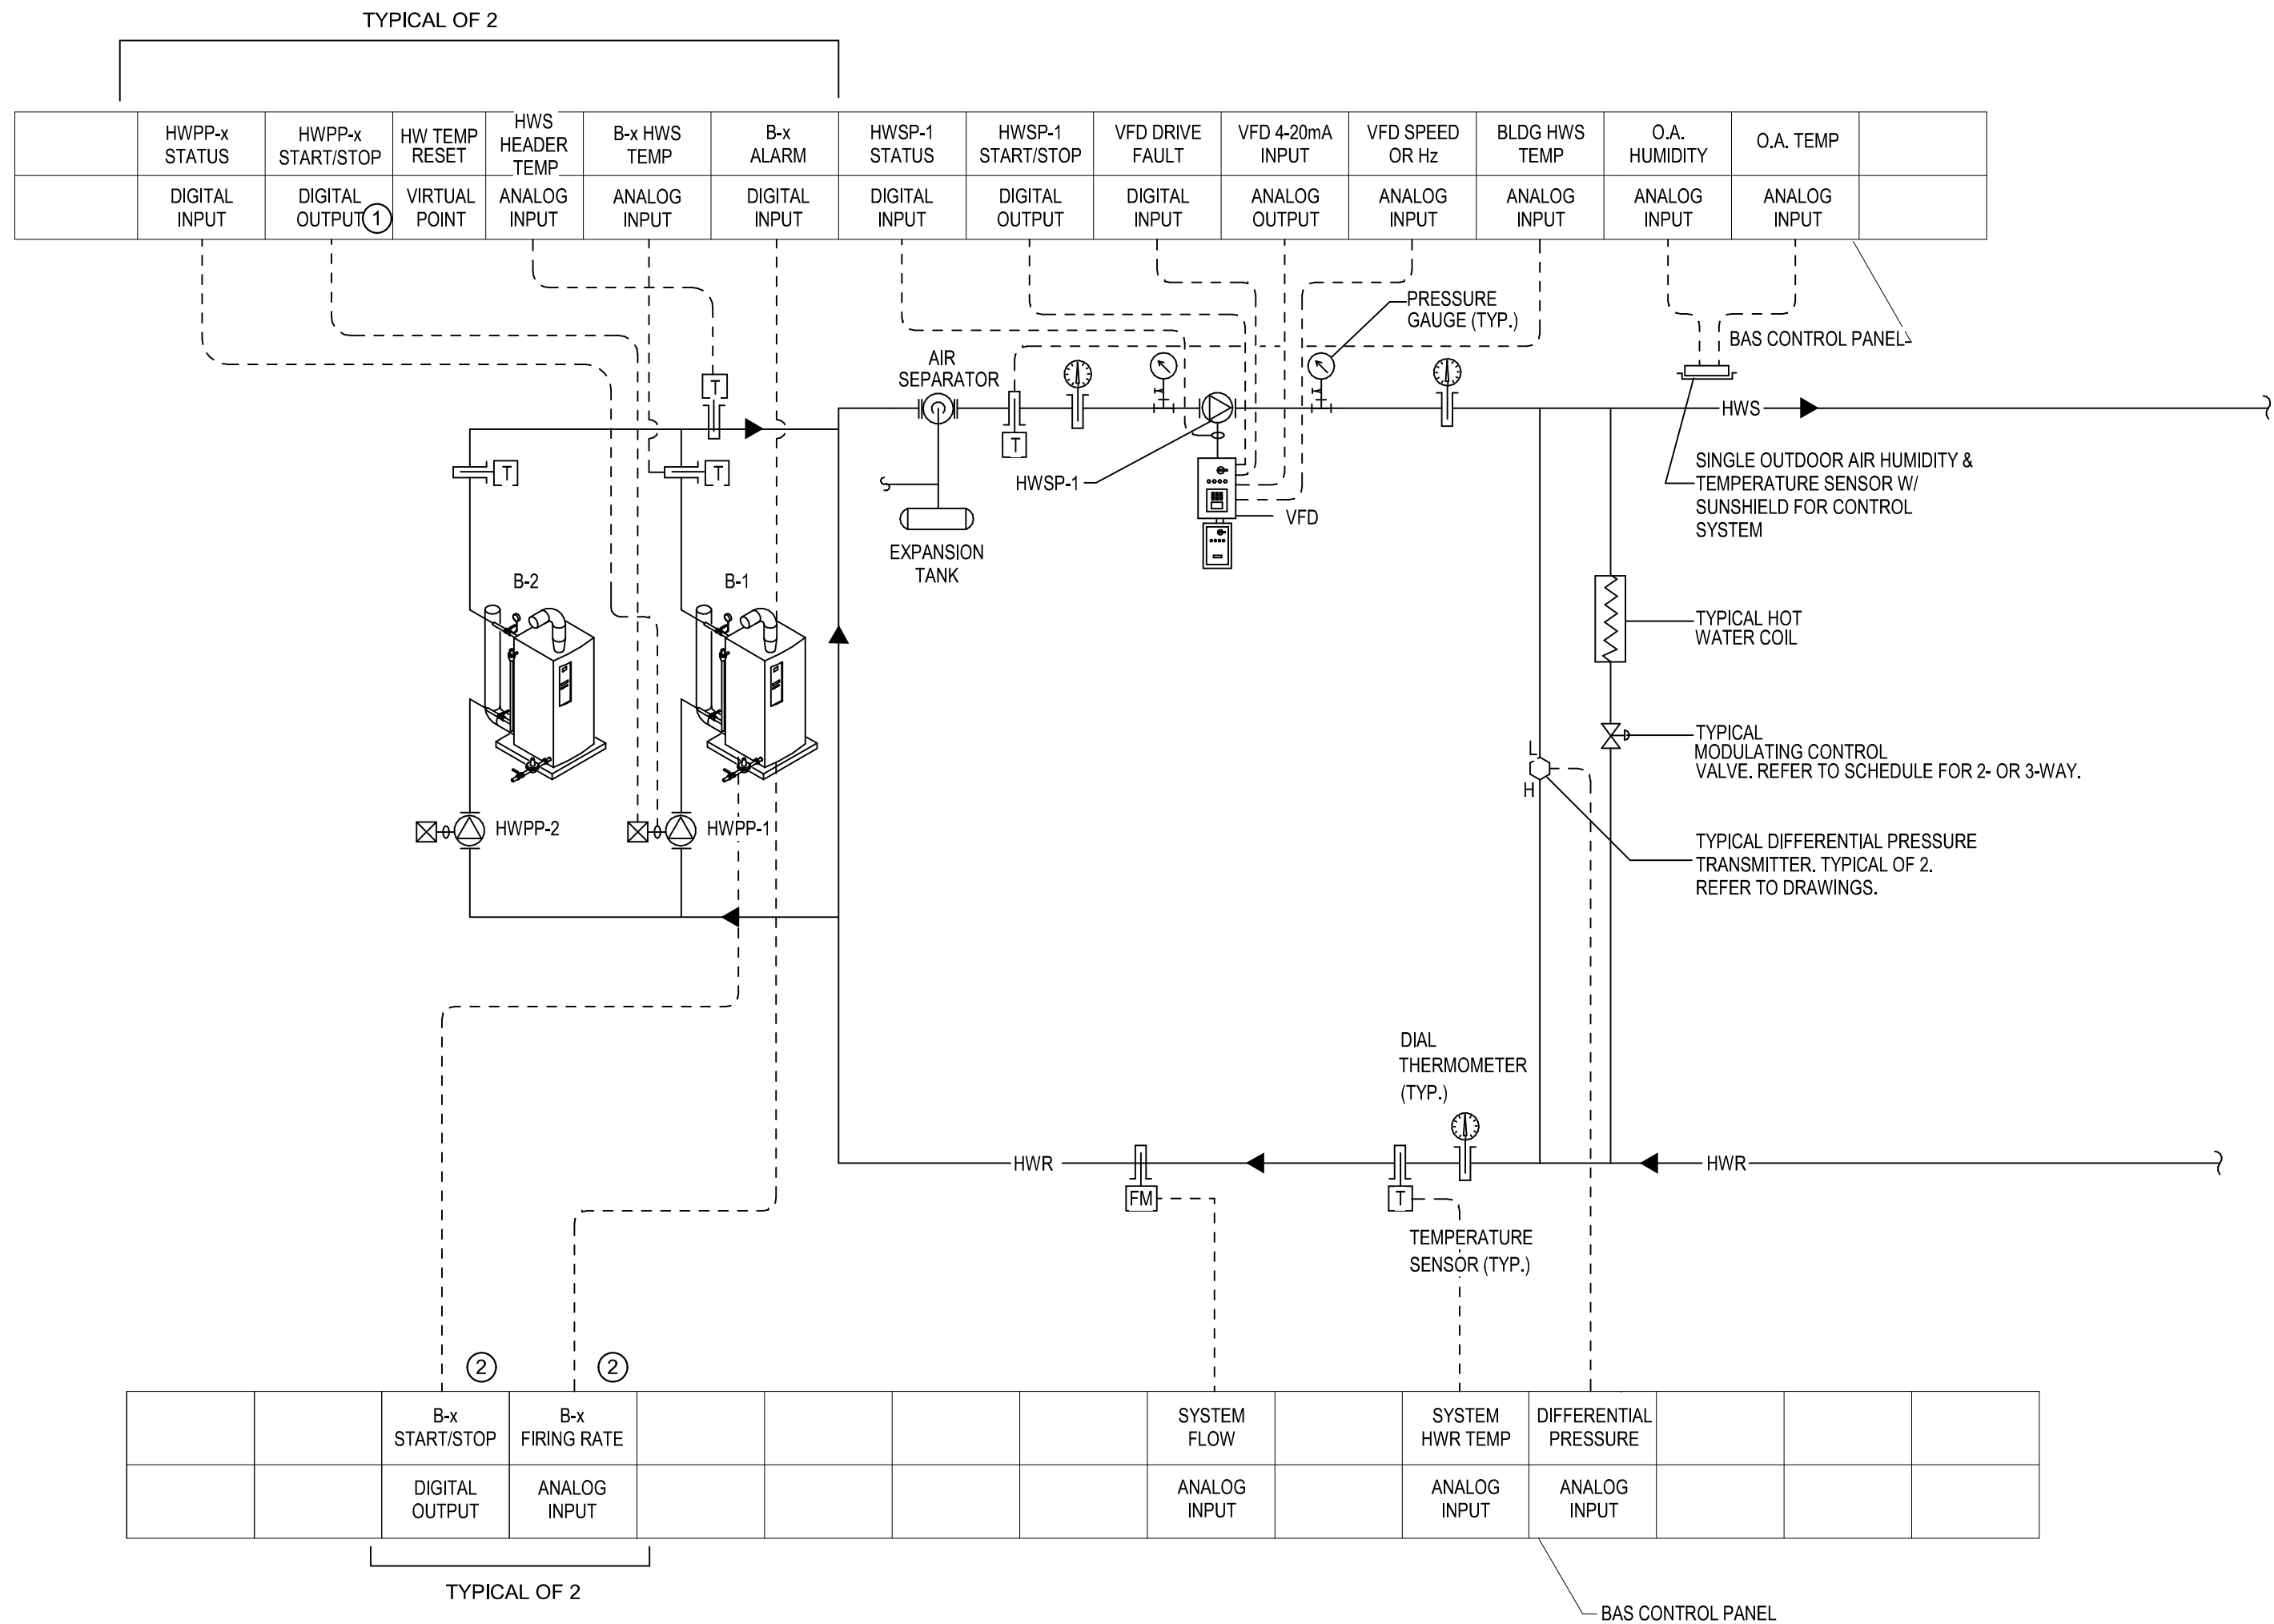 TYPICAL OF 2
HWPP-x
STATUS
HWPP-x
START/STOP
HW TEMP
RESET
HWS
HEADER
TEMP
B-x HWS
TEMP
B-x
ALARM
HWSP-1
STATUS
HWSP-1
START/STOP
VFD DRIVE
FAULT
VFD 4-20mA
INPUT
VFD SPEED
OR Hz
BLDG HWS
TEMP
O.A.
HUMIDITY
O.A. TEMP
DIGITAL
INPUT
DIGITAL
OUTPUT 1
VIRTUAL
POINT
ANALOG
INPUT
ANALOG
INPUT
DIGITAL
INPUT
DIGITAL
INPUT
DIGITAL
OUTPUT
DIGITAL
INPUT
ANALOG
OUTPUT
ANALOG
INPUT
ANALOG
INPUT
ANALOG
INPUT
ANALOG
INPUT
PRESSURE
GAUGE (TYP.)
BAS CONTROL PANEL
AIR
SEPARATOR
T
HWS
T
T
T
HWSP-1
VFD
SINGLE OUTDOOR AIR HUMIDITY &
TEMPERATURE SENSOR W/
SUNSHIELD FOR CONTROL
SYSTEM
EXPANSION
TANK
B-2
B-1
TYPICAL HOT
WATER COIL
TYPICAL
MODULATING CONTROL
VALVE. REFER TO SCHEDULE FOR 2- OR 3-WAY.
L
H
HWPP-2
HWPP-1
TYPICAL DIFFERENTIAL PRESSURE
TRANSMITTER. TYPICAL OF 2.
REFER TO DRAWINGS.
DIAL
THERMOMETER
(TYP.)
HWR
HWR
FM
T
TEMPERATURE
SENSOR (TYP.)
2
2
B-x
START/STOP
B-x
FIRING RATE
SYSTEM
FLOW
SYSTEM
HWR TEMP
DIFFERENTIAL
PRESSURE
DIGITAL
OUTPUT
ANALOG
INPUT
ANALOG
INPUT
ANALOG
INPUT
ANALOG
INPUT
TYPICAL OF 2
BAS CONTROL PANEL